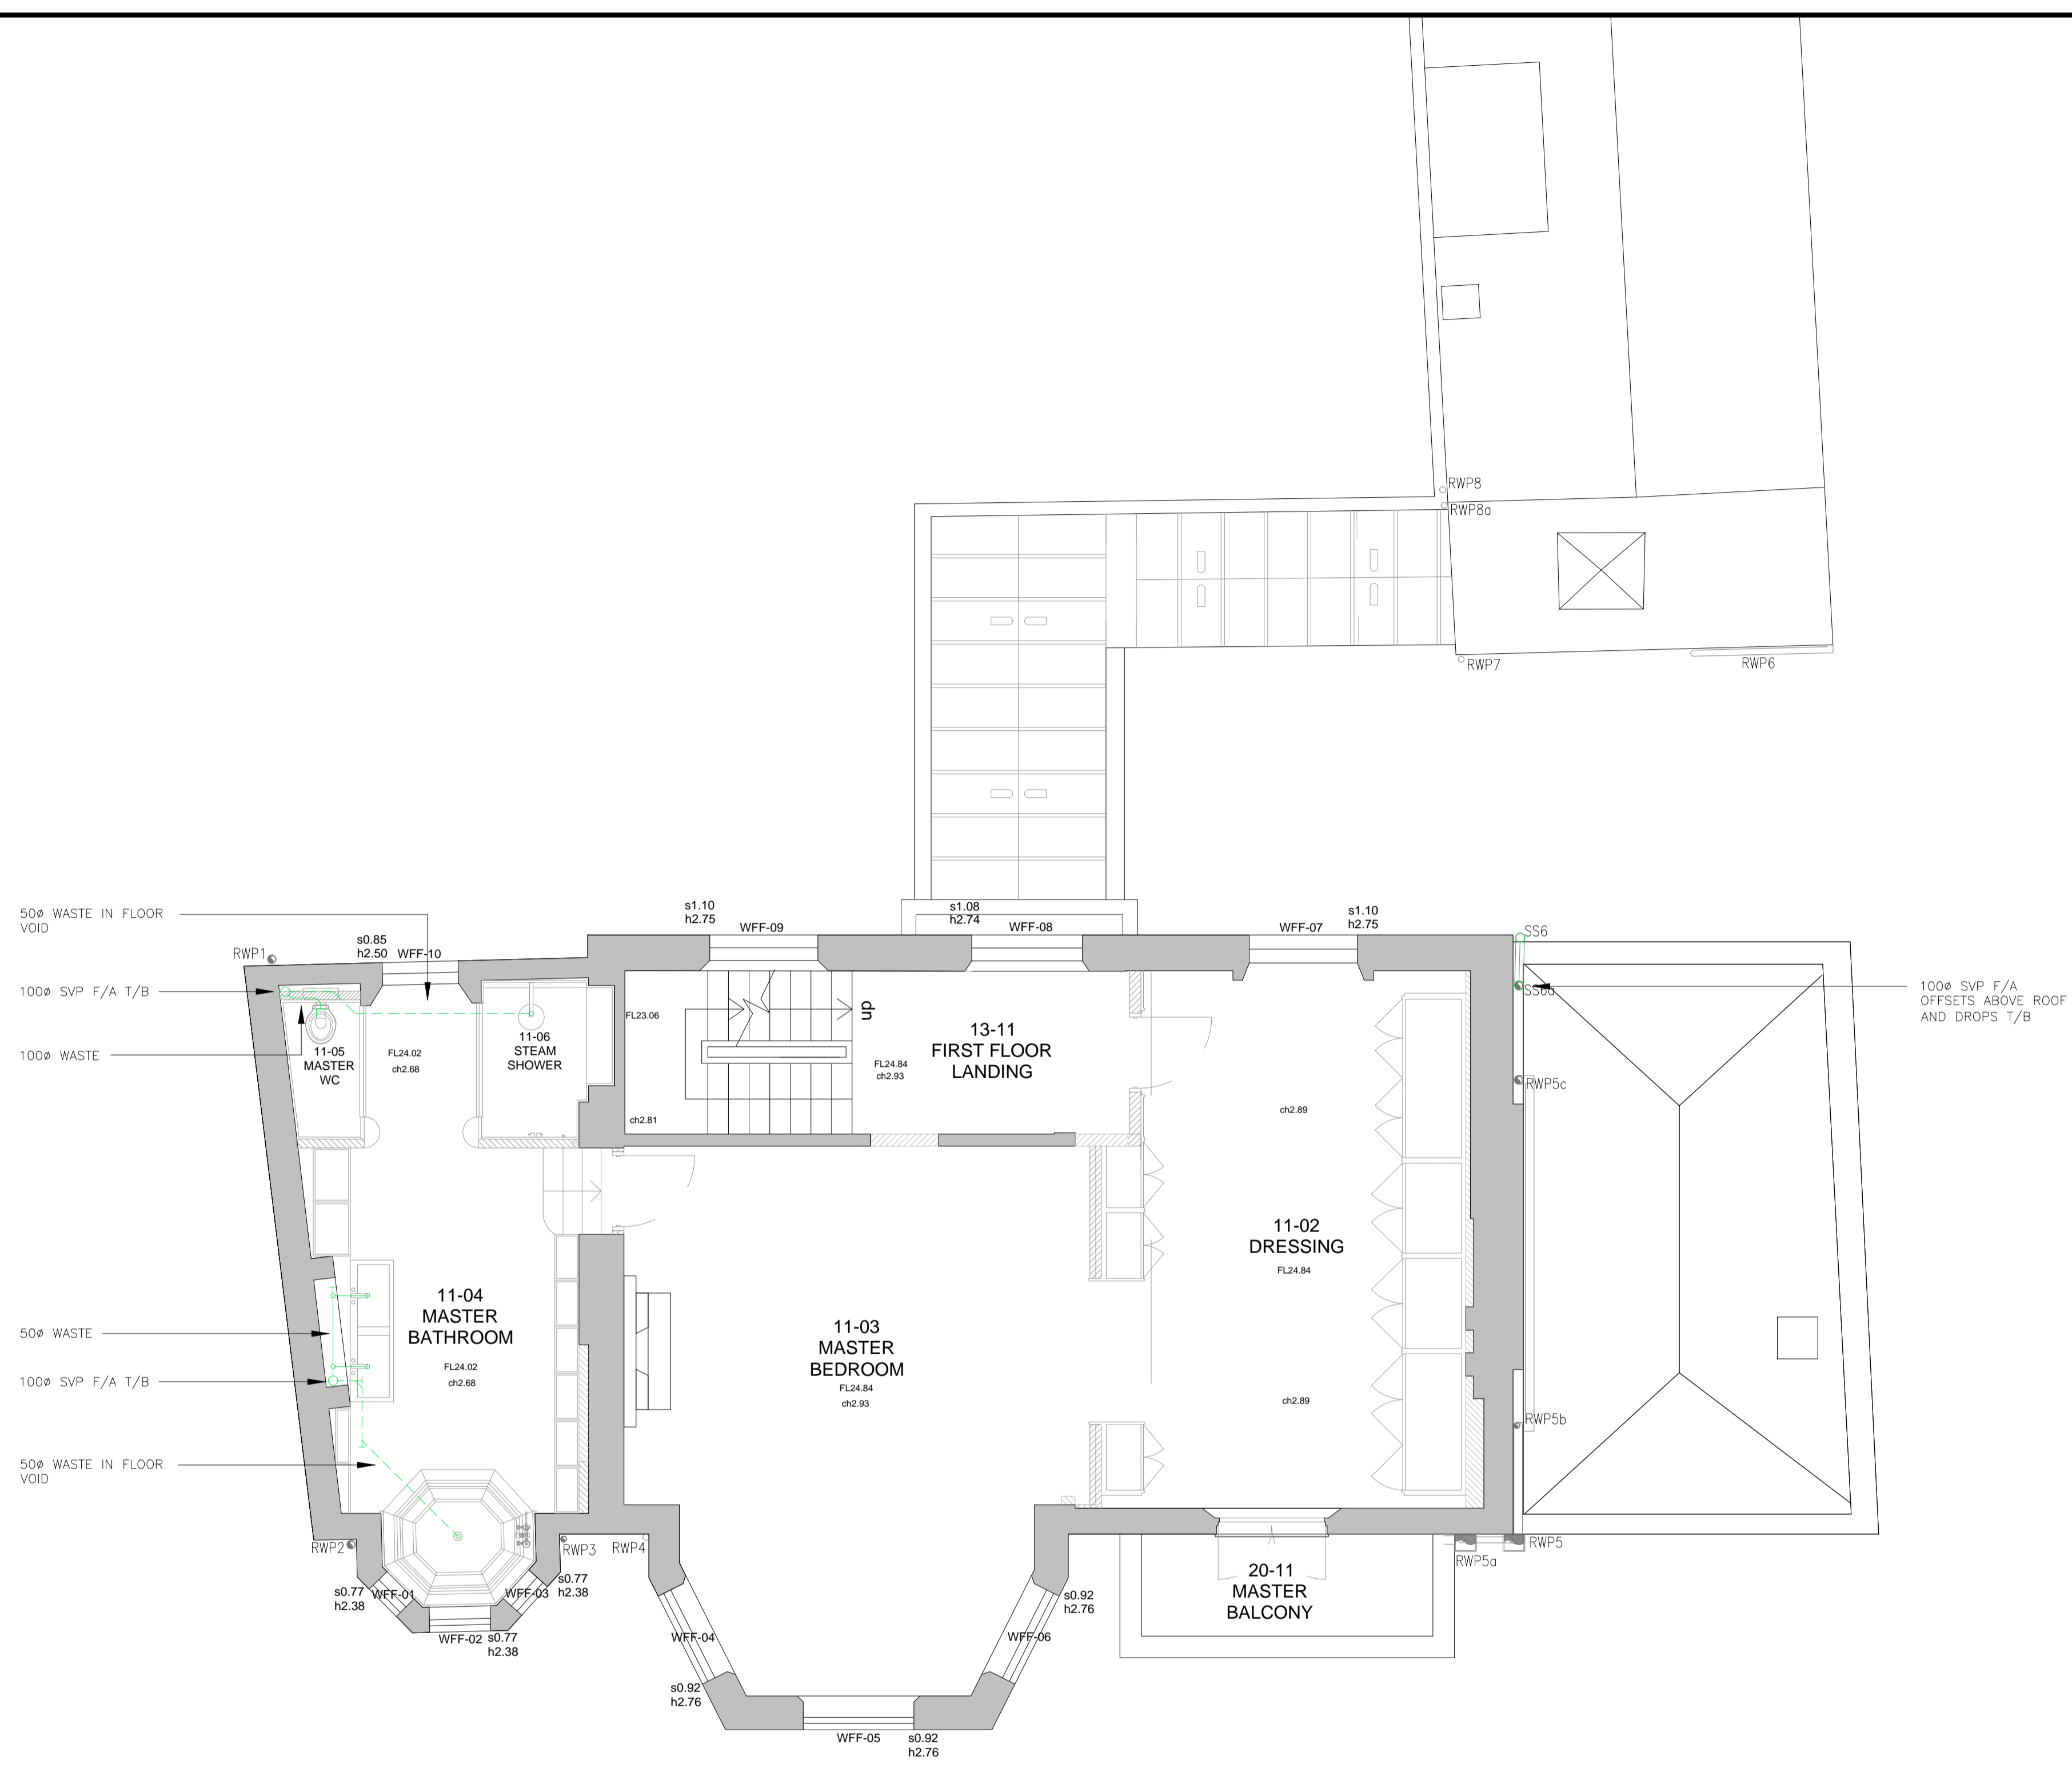 RWP8
RWP8a
RWP7
RWP6
50ø WASTE IN FLOOR
VOID
100ø SVP F/A T/B
100ø WASTE
50ø WASTE
100ø SVP F/A T/B
50ø WASTE IN FLOOR
VOID
RWP1
s0.85
h2.50
WFF-10
s1.10
h2.75
WFF-09
s1.08
h2.74
WFF-08
WFF-07
s1.10
h2.75
SS6
SS6a
100ø SVP F/A
OFFSETS ABOVE ROOF
AND DROPS T/B
11-05
MASTER
WC
FL24.02
ch2.68
11-06
STEAM
SHOWER
FL23.06
ch2.81
dn
FL24.84
ch2.93
13-11
FIRST FLOOR
LANDING
ch2.89
RWP5c
11-02
DRESSING
FL24.84
ch2.89
11-04
MASTER
BATHROOM
FL24.02
ch2.68
11-03
MASTER
BEDROOM
FL24.84
ch2.93
RWP5b
RWP2
RWP3
RWP4
RWP5a
RWP5
s0.77
h2.38
WFF-01
WFF-03
s0.77
h2.38
WFF-02
s0.77
h2.38
20-11
MASTER
BALCONY
s0.92
h2.76
WFF-04
WFF-06
s0.92
h2.76
WFF-05
s0.92
h2.76